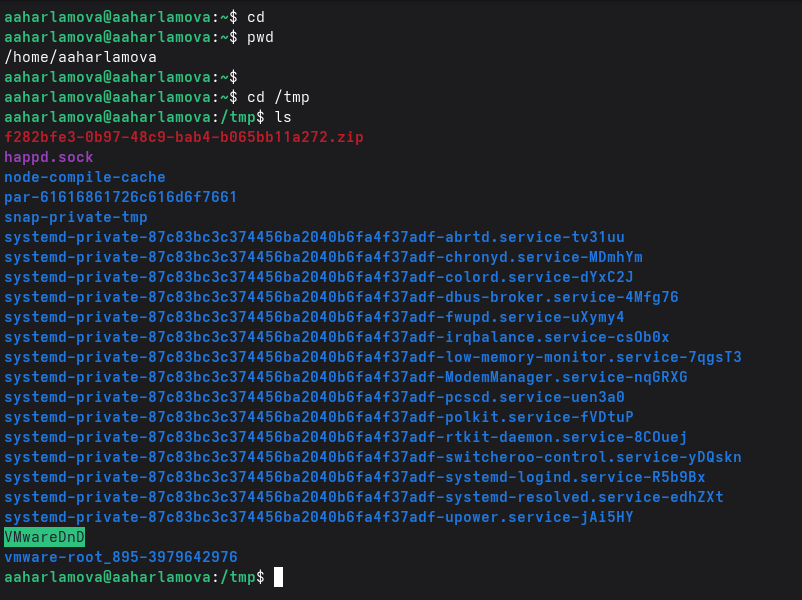 aaharlamova@aaharlamova:~$ cd
aaharlamova@aaharlamova:~$ pwd
/home/aaharlamova
aaharlamova@aaharlamova:~$
aaharlamova@aaharlamova:~$ cd /tmp
aaharlamova@aaharlamova:/tmp$ ls
f282bfe3-0b97-48c9-bab4-b065bb11a272.zip
happd.sock
node-compile-cache
par-61616861726c616d6f7661
snap-private-tmp
systemd-private-87c83bc3c374456ba2040b6fa4f37adf-abrtd.service-tv31uu
systemd-private-87c83bc3c374456ba2040b6fa4f37adf-chronyd.service-MDmhYm
systemd-private-87c83bc3c374456ba2040b6fa4f37adf-colord.service-dYxC2J
systemd-private-87c83bc3c374456ba2040b6fa4f37adf-dbus-broker.service-4Mfg76
systemd-private-87c83bc3c374456ba2040b6fa4f37adf-fwupd.service-uXymy4
systemd-private-87c83bc3c374456ba2040b6fa4f37adf-irqbalance.service-csOb0x
systemd-private-87c83bc3c374456ba2040b6fa4f37adf-low-memory-monitor.service-7qgsT3
systemd-private-87c83bc3c374456ba2040b6fa4f37adf-ModemManager.service-nqGRXG
systemd-private-87c83bc3c374456ba2040b6fa4f37adf-pcscd.service-uen3a0
systemd-private-87c83bc3c374456ba2040b6fa4f37adf-polkit.service-fVDtuP
systemd-private-87c83bc3c374456ba2040b6fa4f37adf-rtkit-daemon.service-8COuej
systemd-private-87c83bc3c374456ba2040b6fa4f37adf-switcheroo-control.service-yDQskn
systemd-private-87c83bc3c374456ba2040b6fa4f37adf-systemd-logind.service-R5b9Bx
systemd-private-87c83bc3c374456ba2040b6fa4f37adf-systemd-resolved.service-edhZXt
systemd-private-87c83bc3c374456ba2040b6fa4f37adf-upower.service-jAi5HY
VMwareDnD
vmware-root_895-3979642976
aaharlamova@aaharlamova:/tmp$